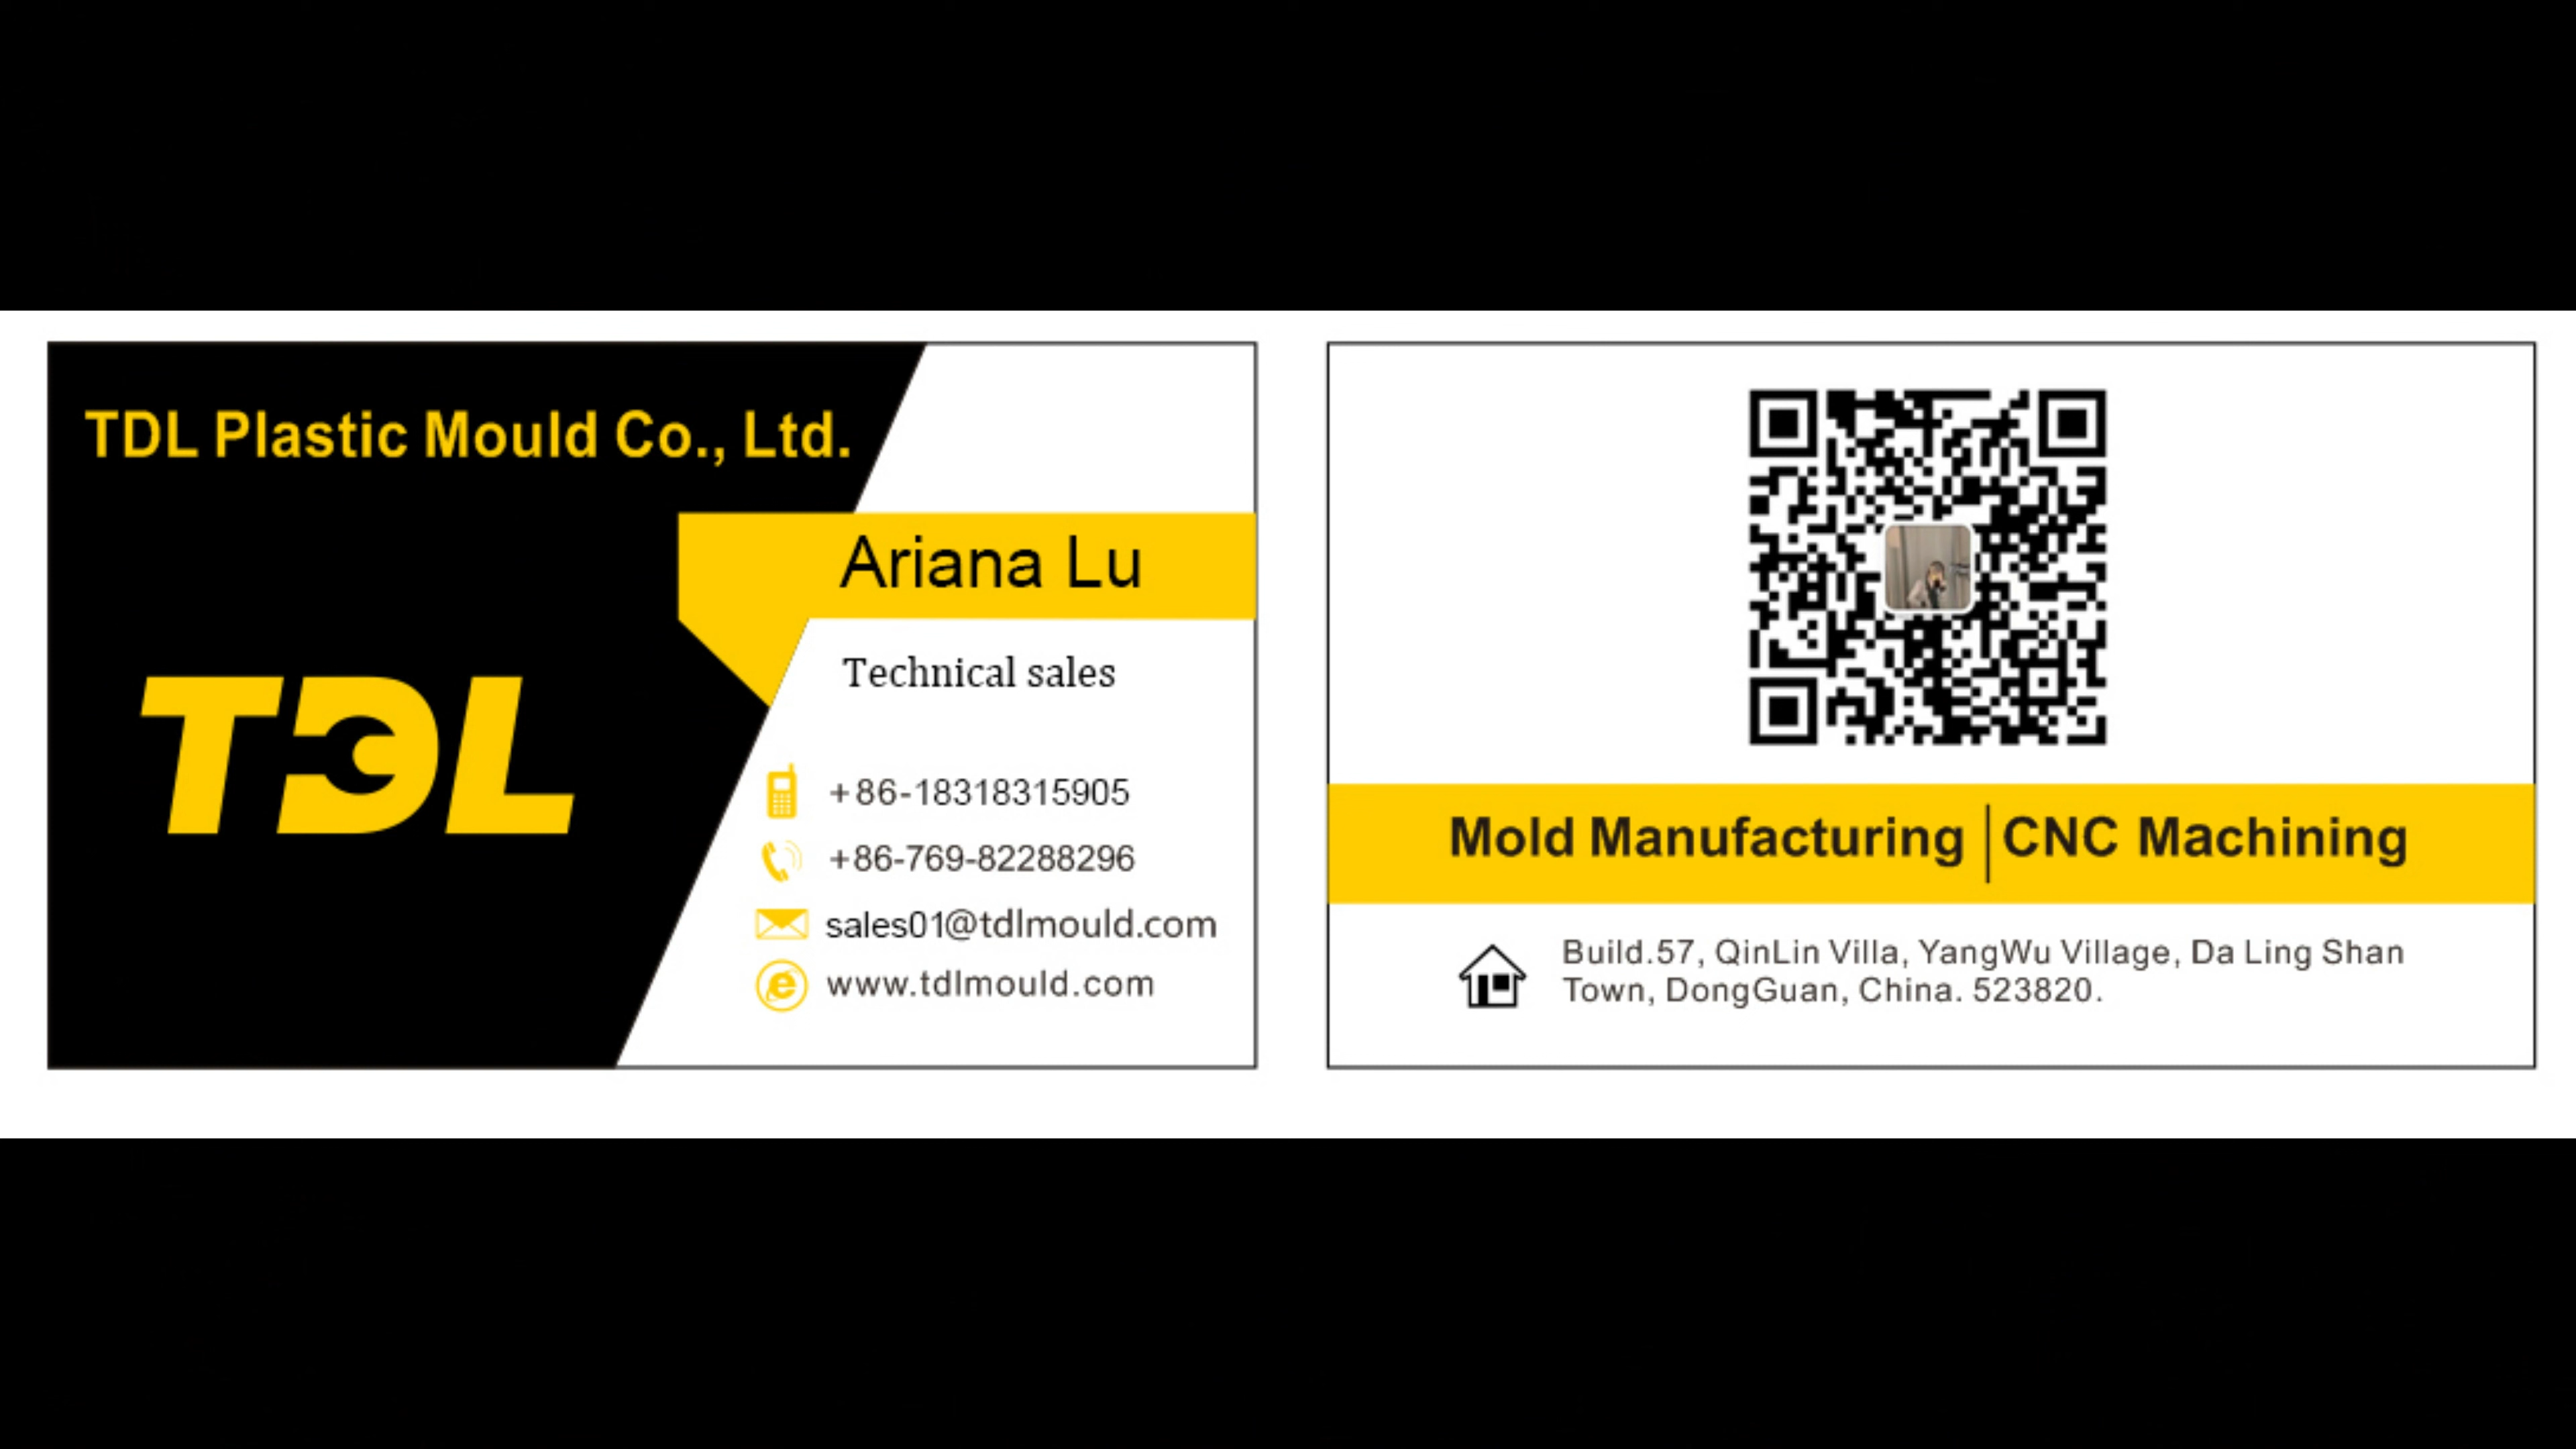 TDL Plastic Mould Co., Ltd.
TDL
Ariana Lu
Technical sales
+86-18318315905
+86-769-82288296
sales01@tdlmould.com
www.tdlmould.com
Mold Manufacturing | CNC Machining
Build.57, QinLin Villa, YangWu Village, Da Ling Shan
Town, DongGuan, China. 523820.